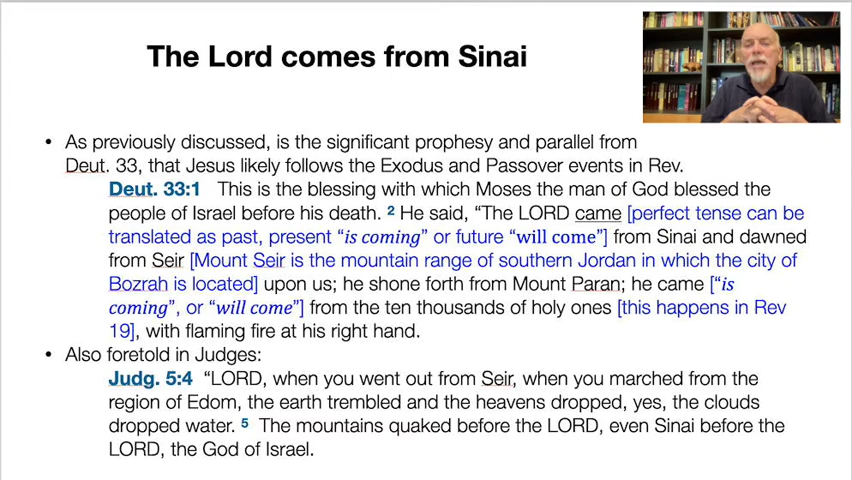 The Lord comes from Sinai
• As previously discussed, is the significant prophesy and parallel from
Deut. 33, that Jesus likely follows the Exodus and Passover events in Rev.
Deut. 33:1 This is the blessing with which Moses the man of God blessed the
people of Israel before his death. 2 He said, “The LORD came [perfect tense can be
translated as past, present “is coming” or future “will come”] from Sinai and dawned
from Seir [Mount Seir is the mountain range of southern Jordan in which the city of
Bozrah is located] upon us; he shone forth from Mount Paran; he came [“is
coming”, or “will come”] from the ten thousands of holy ones [this happens in Rev
19], with flaming fire at his right hand.
• Also foretold in Judges:
Judg. 5:4 “LORD, when you went out from Seir, when you marched from the
region of Edom, the earth trembled and the heavens dropped, yes, the clouds
dropped water. 5 The mountains quaked before the LORD, even Sinai before the
LORD, the God of Israel.